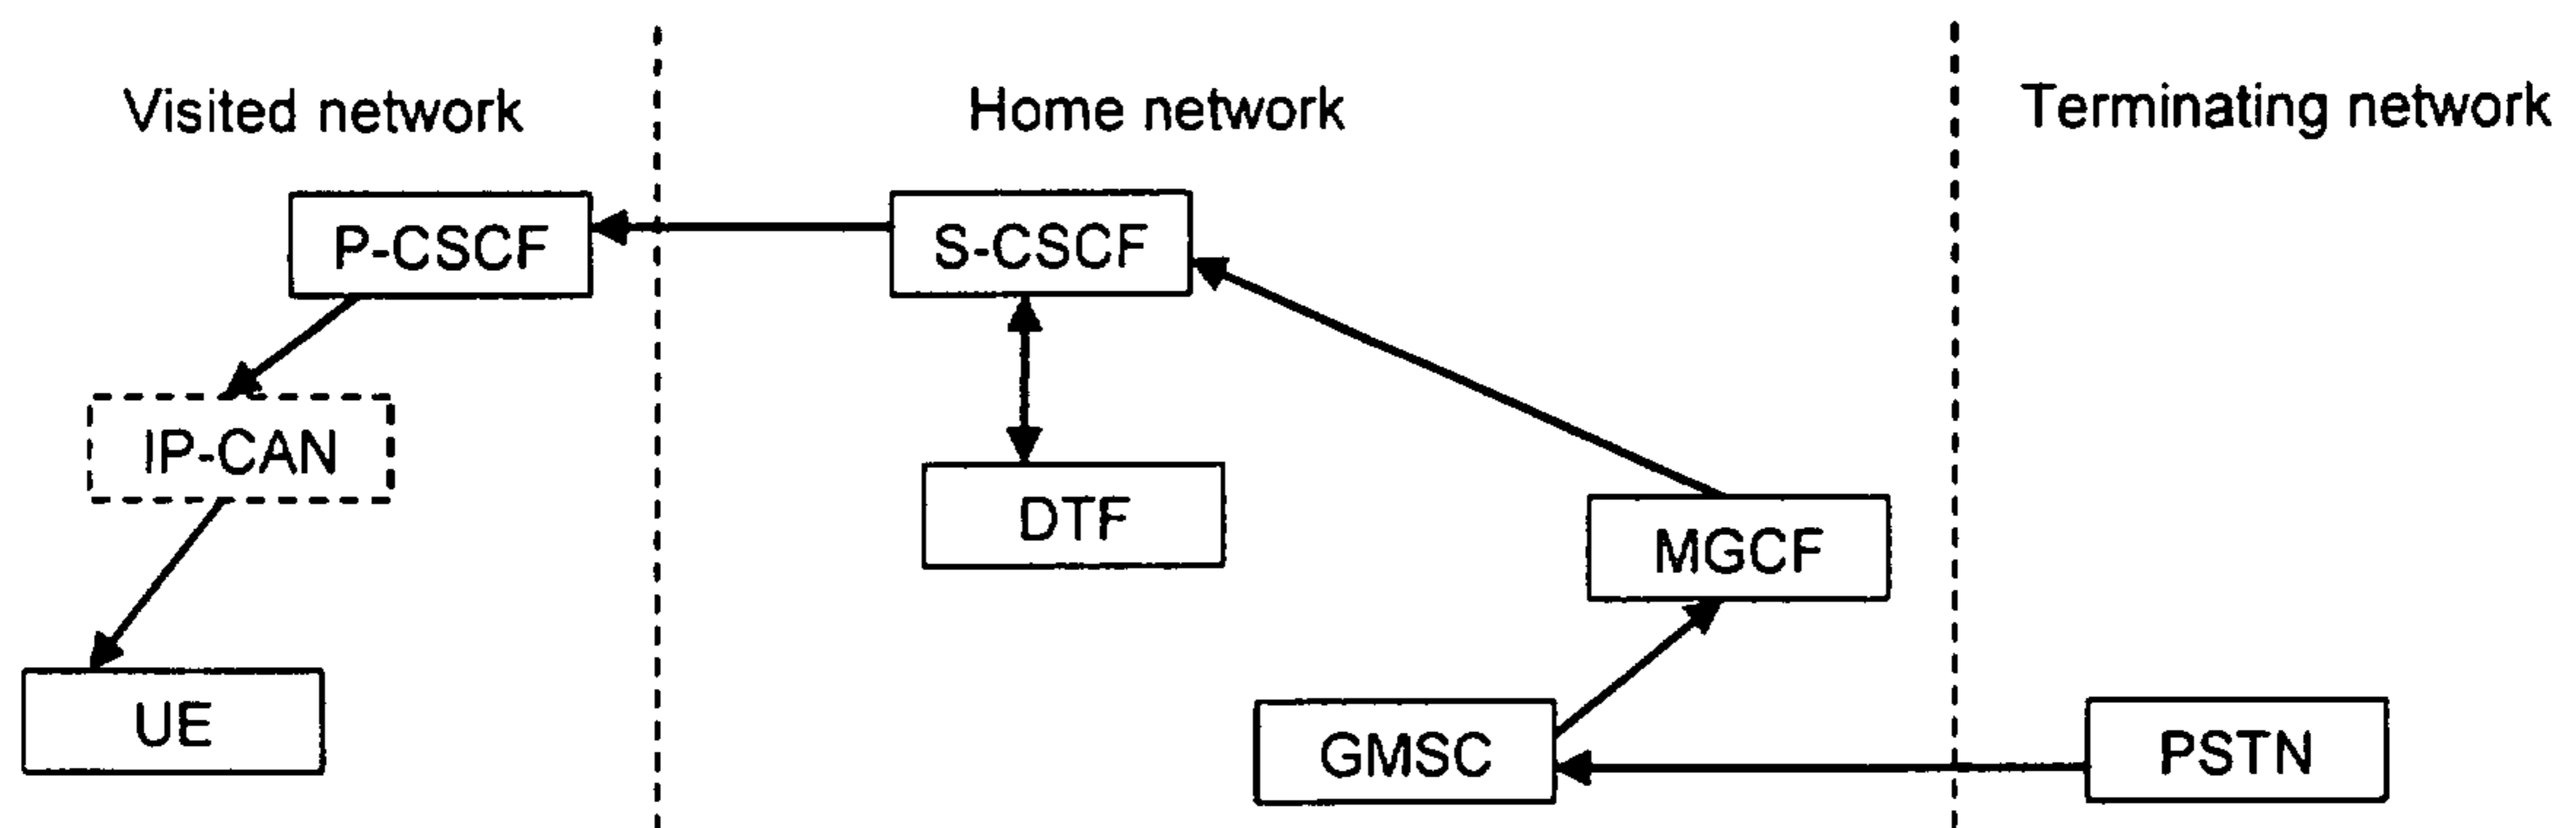 Visited network
Home network
Terminating network
P-CSCF
S-CSCF
IP-CAN
DTF
MGCF
UE
GMSC
PSTN